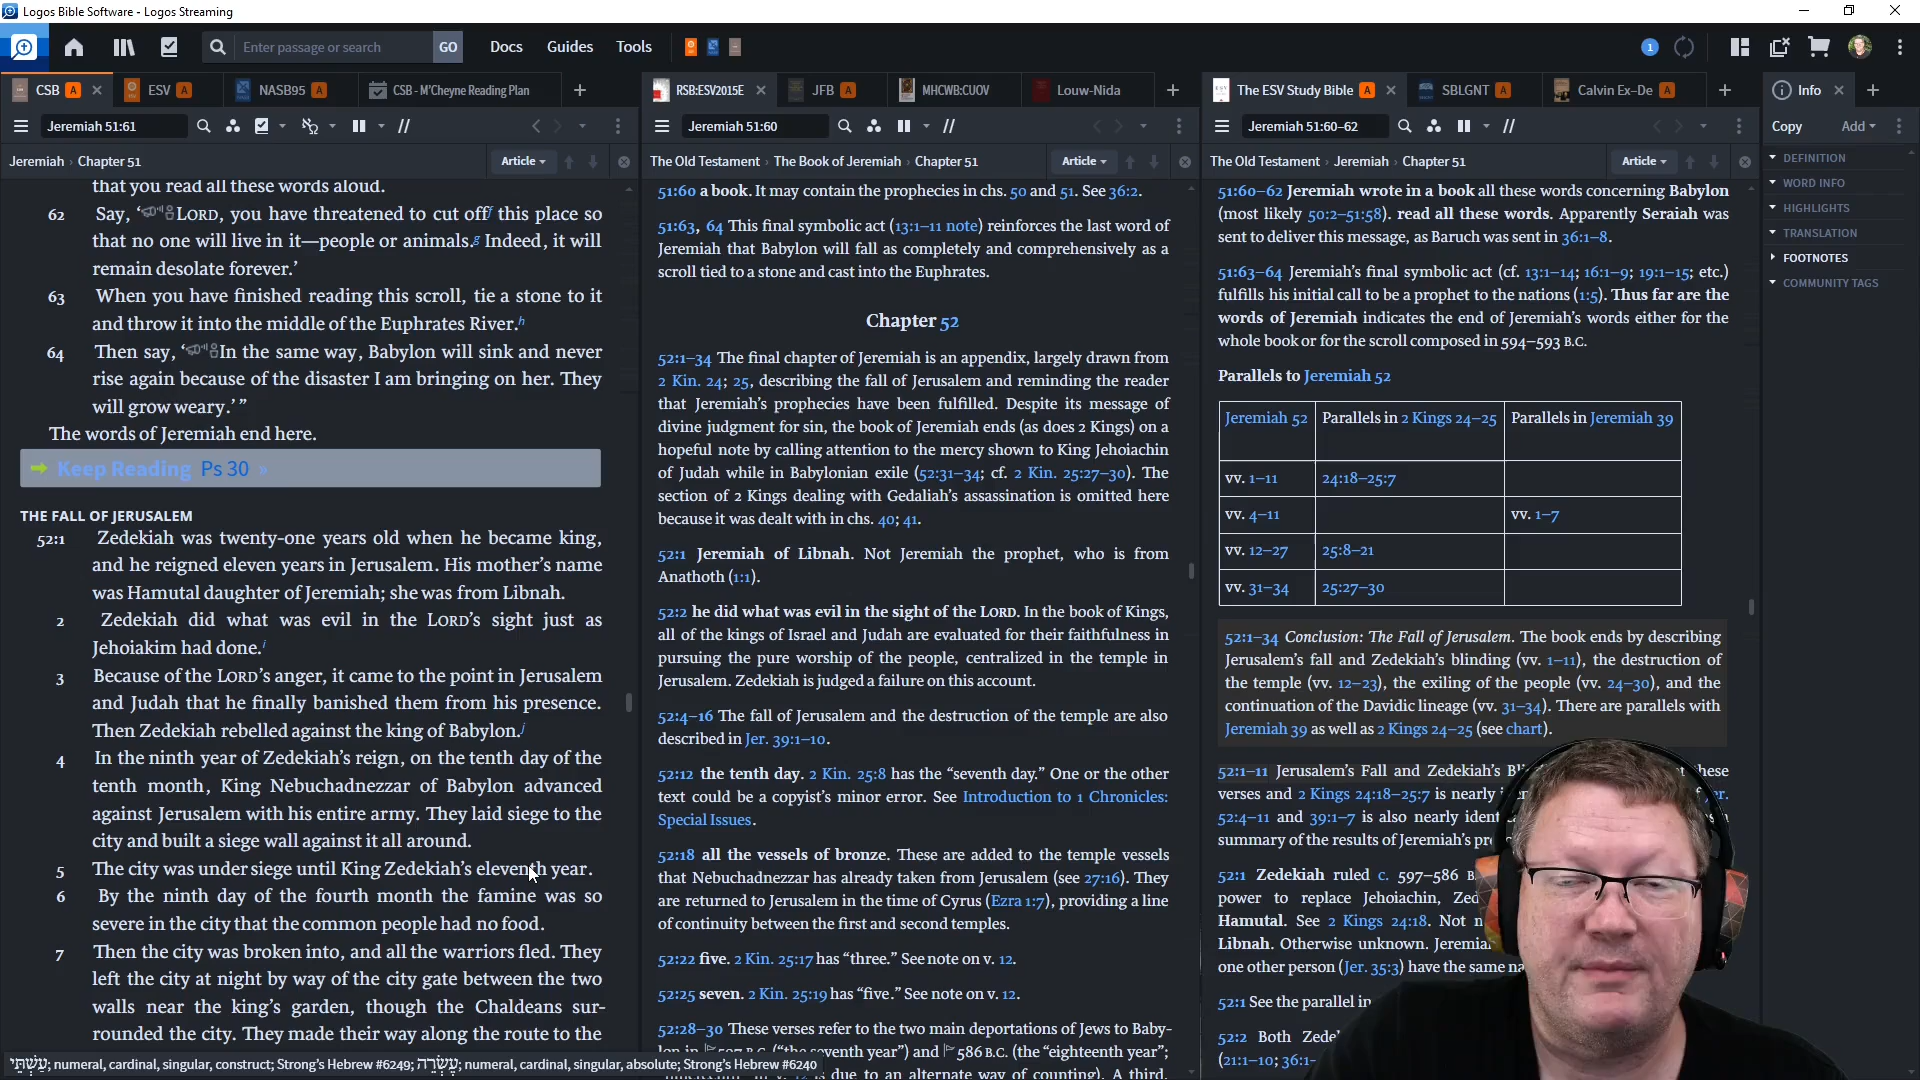 Logos Bible Software - Logos Streaming
Enter passage or search
GO
Docs
Guides
Tools
1
CSB A
ESV A
NASB95 A
CSB - M'Cheyne Reading Plan
RSB:ESV2015E
JFB A
MHCWB:CUOV
Louw-Nida
The ESV Study Bible A
SBLGNT A
Calvin Ex–De A
Info
Jeremiah 51:61
Jeremiah 51:60
Jeremiah 51:60–62
Copy
Add
Jeremiah › Chapter 51
Article
The Old Testament › The Book of Jeremiah › Chapter 51
Article
The Old Testament › Jeremiah › Chapter 51
Article
DEFINITION
WORD INFO
HIGHLIGHTS
TRANSLATION
FOOTNOTES
COMMUNITY TAGS
that you read all these words aloud.
62 Say, ‘LORD, you have threatened to cut off f this place so
that no one will live in it—people or animals.g Indeed, it will
remain desolate forever.’
63 When you have finished reading this scroll, tie a stone to it
and throw it into the middle of the Euphrates River.h
64 Then say, ‘In the same way, Babylon will sink and never
rise again because of the disaster I am bringing on her. They
will grow weary.’ ”
The words of Jeremiah end here.
Keep Reading Ps 30 »
THE FALL OF JERUSALEM
52:1 Zedekiah was twenty-one years old when he became king,
and he reigned eleven years in Jerusalem. His mother’s name
was Hamutal daughter of Jeremiah; she was from Libnah.
2 Zedekiah did what was evil in the LORD’s sight just as
Jehoiakim had done.i
3 Because of the LORD’s anger, it came to the point in Jerusalem
and Judah that he finally banished them from his presence.
Then Zedekiah rebelled against the king of Babylon.j
4 In the ninth year of Zedekiah’s reign, on the tenth day of the
tenth month, King Nebuchadnezzar of Babylon advanced
against Jerusalem with his entire army. They laid siege to the
city and built a siege wall against it all around.
5 The city was under siege until King Zedekiah’s eleventh year.
6 By the ninth day of the fourth month the famine was so
severe in the city that the common people had no food.
7 Then the city was broken into, and all the warriors fled. They
left the city at night by way of the city gate between the two
walls near the king’s garden, though the Chaldeans sur-
rounded the city. They made their way along the route to the
עַשְׁתֵּי; numeral, cardinal, singular, construct; Strong’s Hebrew #6249; עֶשְׂרֵה; numeral, cardinal, singular, absolute; Strong’s Hebrew #6240
51:60 a book. It may contain the prophecies in chs. 50 and 51. See 36:2.
51:63, 64 This final symbolic act (13:1–11 note) reinforces the last word of
Jeremiah that Babylon will fall as completely and comprehensively as a
scroll tied to a stone and cast into the Euphrates.
Chapter 52
52:1–34 The final chapter of Jeremiah is an appendix, largely drawn from
2 Kin. 24; 25, describing the fall of Jerusalem and reminding the reader
that Jeremiah’s prophecies have been fulfilled. Despite its message of
divine judgment for sin, the book of Jeremiah ends (as does 2 Kings) on a
hopeful note by calling attention to the mercy shown to King Jehoiachin
of Judah while in Babylonian exile (52:31–34; cf. 2 Kin. 25:27–30). The
section of 2 Kings dealing with Gedaliah’s assassination is omitted here
because it was dealt with in chs. 40; 41.
52:1 Jeremiah of Libnah. Not Jeremiah the prophet, who is from
Anathoth (1:1).
52:2 he did what was evil in the sight of the LORD. In the book of Kings,
all of the kings of Israel and Judah are evaluated for their faithfulness in
pursuing the pure worship of the people, centralized in the temple in
Jerusalem. Zedekiah is judged a failure on this account.
52:4–16 The fall of Jerusalem and the destruction of the temple are also
described in Jer. 39:1–10.
52:12 the tenth day. 2 Kin. 25:8 has the “seventh day.” One or the other
text could be a copyist’s minor error. See Introduction to 1 Chronicles:
Special Issues.
52:18 all the vessels of bronze. These are added to the temple vessels
that Nebuchadnezzar has already taken from Jerusalem (see 27:16). They
are returned to Jerusalem in the time of Cyrus (Ezra 1:7), providing a line
of continuity between the first and second temples.
52:22 five. 2 Kin. 25:17 has “three.” See note on v. 12.
52:25 seven. 2 Kin. 25:19 has “five.” See note on v. 12.
52:28–30 These verses refer to the two main deportations of Jews to Baby-
lon in 597 B.C. (“the seventh year”) and 586 B.C. (the “eighteenth year”;
is due to an alternate way of counting). A third,
51:60–62 Jeremiah wrote in a book all these words concerning Babylon
(most likely 50:2–51:58). read all these words. Apparently Seraiah was
sent to deliver this message, as Baruch was sent in 36:1–8.
51:63–64 Jeremiah’s final symbolic act (cf. 13:1–14; 16:1–9; 19:1–15; etc.)
fulfills his initial call to be a prophet to the nations (1:5). Thus far are the
words of Jeremiah indicates the end of Jeremiah’s words either for the
whole book or for the scroll composed in 594–593 B.C.
Parallels to Jeremiah 52
Jeremiah 52 Parallels in 2 Kings 24–25 Parallels in Jeremiah 39
vv. 1–11 24:18–25:7
vv. 4–11 vv. 1–7
vv. 12–27 25:8–21
vv. 31–34 25:27–30
52:1–34 Conclusion: The Fall of Jerusalem. The book ends by describing
Jerusalem’s fall and Zedekiah’s blinding (vv. 1–11), the destruction of
the temple (vv. 12–23), the exiling of the people (vv. 24–30), and the
continuation of the Davidic lineage (vv. 31–34). There are parallels with
Jeremiah 39 as well as 2 Kings 24–25 (see chart).
52:1–11 Jerusalem’s Fall and Zedekiah’s these
verses and 2 Kings 24:18–25:7 is nearly
52:4–11 and 39:1–7 is also nearly
summary of the results of Jeremiah’s
52:1 Zedekiah ruled c. 597–586
power to replace Jehoiachin,
Hamutal. See 2 Kings 24:18. Not
Libnah. Otherwise unknown.
one other person (Jer. 35:3) have the same
52:1 See the parallel in
52:2 Both
(21:1–10; 36:1–